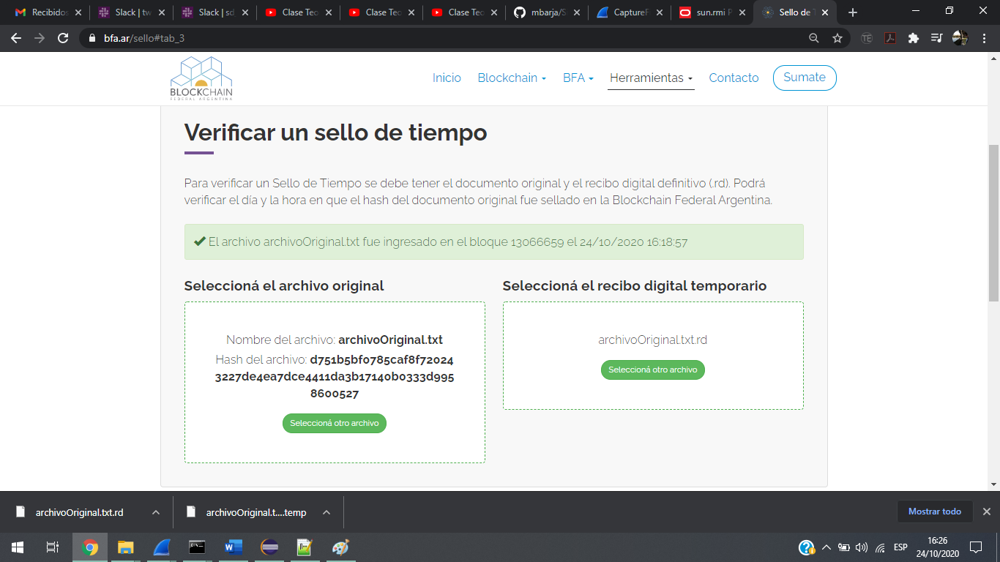 Recibidos
Slack | tw
Slack | sd
Clase Teo
Clase Teo
Clase Teo
mbarja/S
CaptureF
sun.rmi P
Sello de T
bfa.ar/sello#tab_3
TE
BLOCKCHAIN
FEDERAL ARGENTINA
Inicio
Blockchain
BFA
Herramientas
Contacto
Sumate
Verificar un sello de tiempo
Para verificar un Sello de Tiempo se debe tener el documento original y el recibo digital definitivo (.rd). Podrá
verificar el día y la hora en que el hash del documento original fue sellado en la Blockchain Federal Argentina.
El archivo archivoOriginal.txt fue ingresado en el bloque 13066659 el 24/10/2020 16:18:57
Seleccioná el archivo original
Nombre del archivo: archivoOriginal.txt
Hash del archivo: d751b5bf0785caf8f72024
3227de4ea7dce4411da3b17140b0333d995
8600527
Seleccioná otro archivo
Seleccioná el recibo digital temporario
archivoOriginal.txt.rd
Seleccioná otro archivo
archivoOriginal.txt.rd
archivoOriginal.t....temp
Mostrar todo
ESP
16:26
24/10/2020